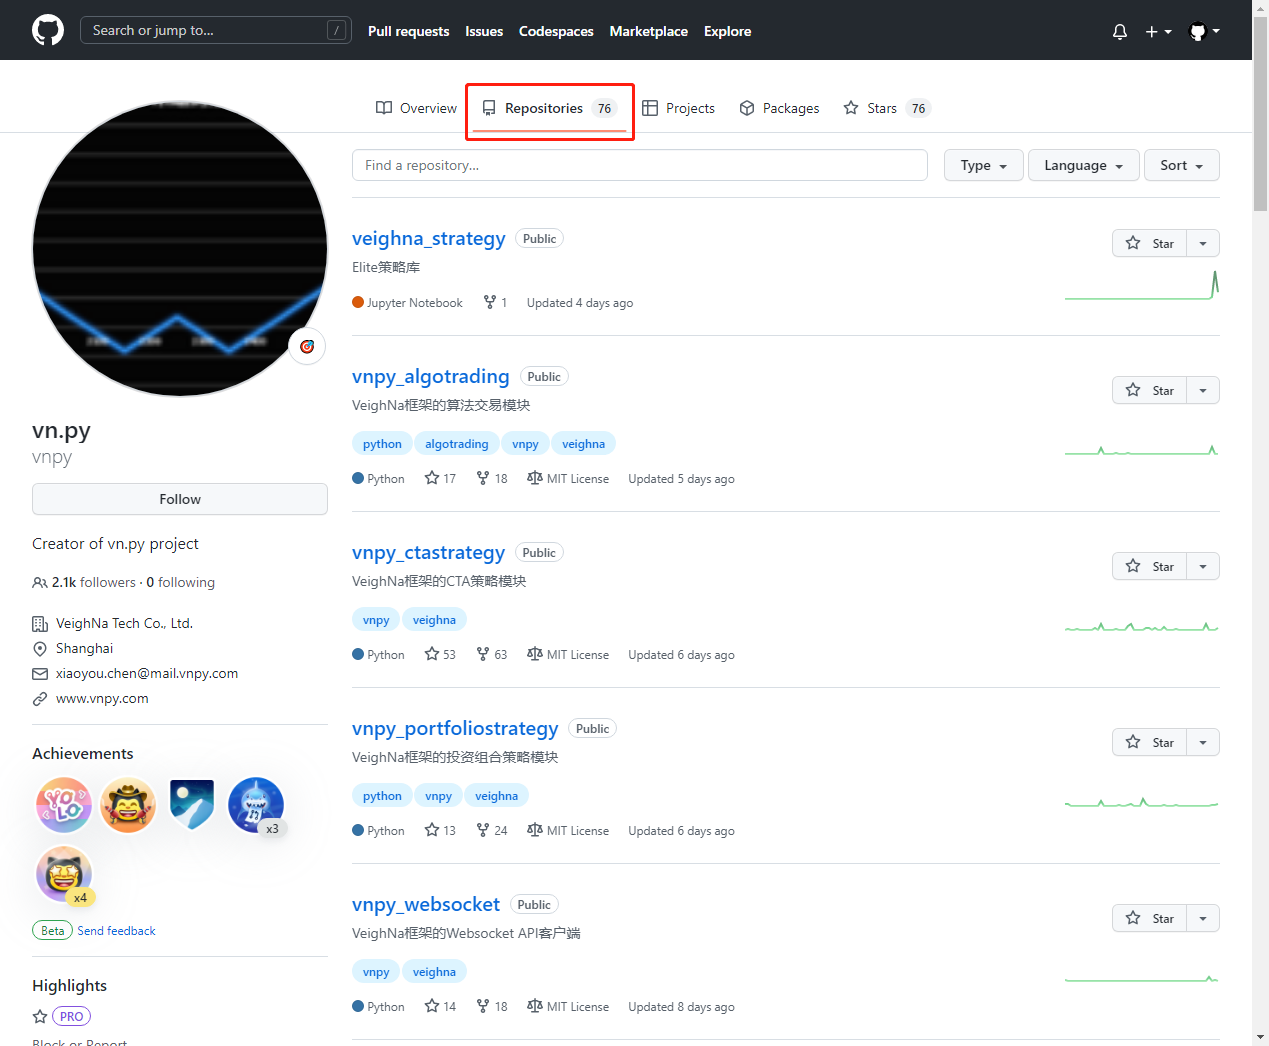 Search or jump to...
/
Pull requests
Issues
Codespaces
Marketplace
Explore
Overview
Repositories 76
Projects
Packages
Stars 76
Find a repository...
Type
Language
Sort
vn.py
vnpy
Follow
Creator of vn.py project
2.1k followers · 0 following
VeighNa Tech Co., Ltd.
Shanghai
xiaoyou.chen@mail.vnpy.com
www.vnpy.com
Achievements
YOLO
x3
x4
Beta Send feedback
Highlights
PRO
Block or Report
veighna_strategy Public
Star
Elite策略库
Jupyter Notebook 1 Updated 4 days ago
vnpy_algotrading Public
Star
VeighNa框架的算法交易模块
python algotrading vnpy veighna
Python 17 18 MIT License Updated 5 days ago
vnpy_ctastrategy Public
Star
VeighNa框架的CTA策略模块
vnpy veighna
Python 53 63 MIT License Updated 6 days ago
vnpy_portfoliostrategy Public
Star
VeighNa框架的投资组合策略模块
python vnpy veighna
Python 13 24 MIT License Updated 6 days ago
vnpy_websocket Public
Star
VeighNa框架的Websocket API客户端
vnpy veighna
Python 14 18 MIT License Updated 8 days ago